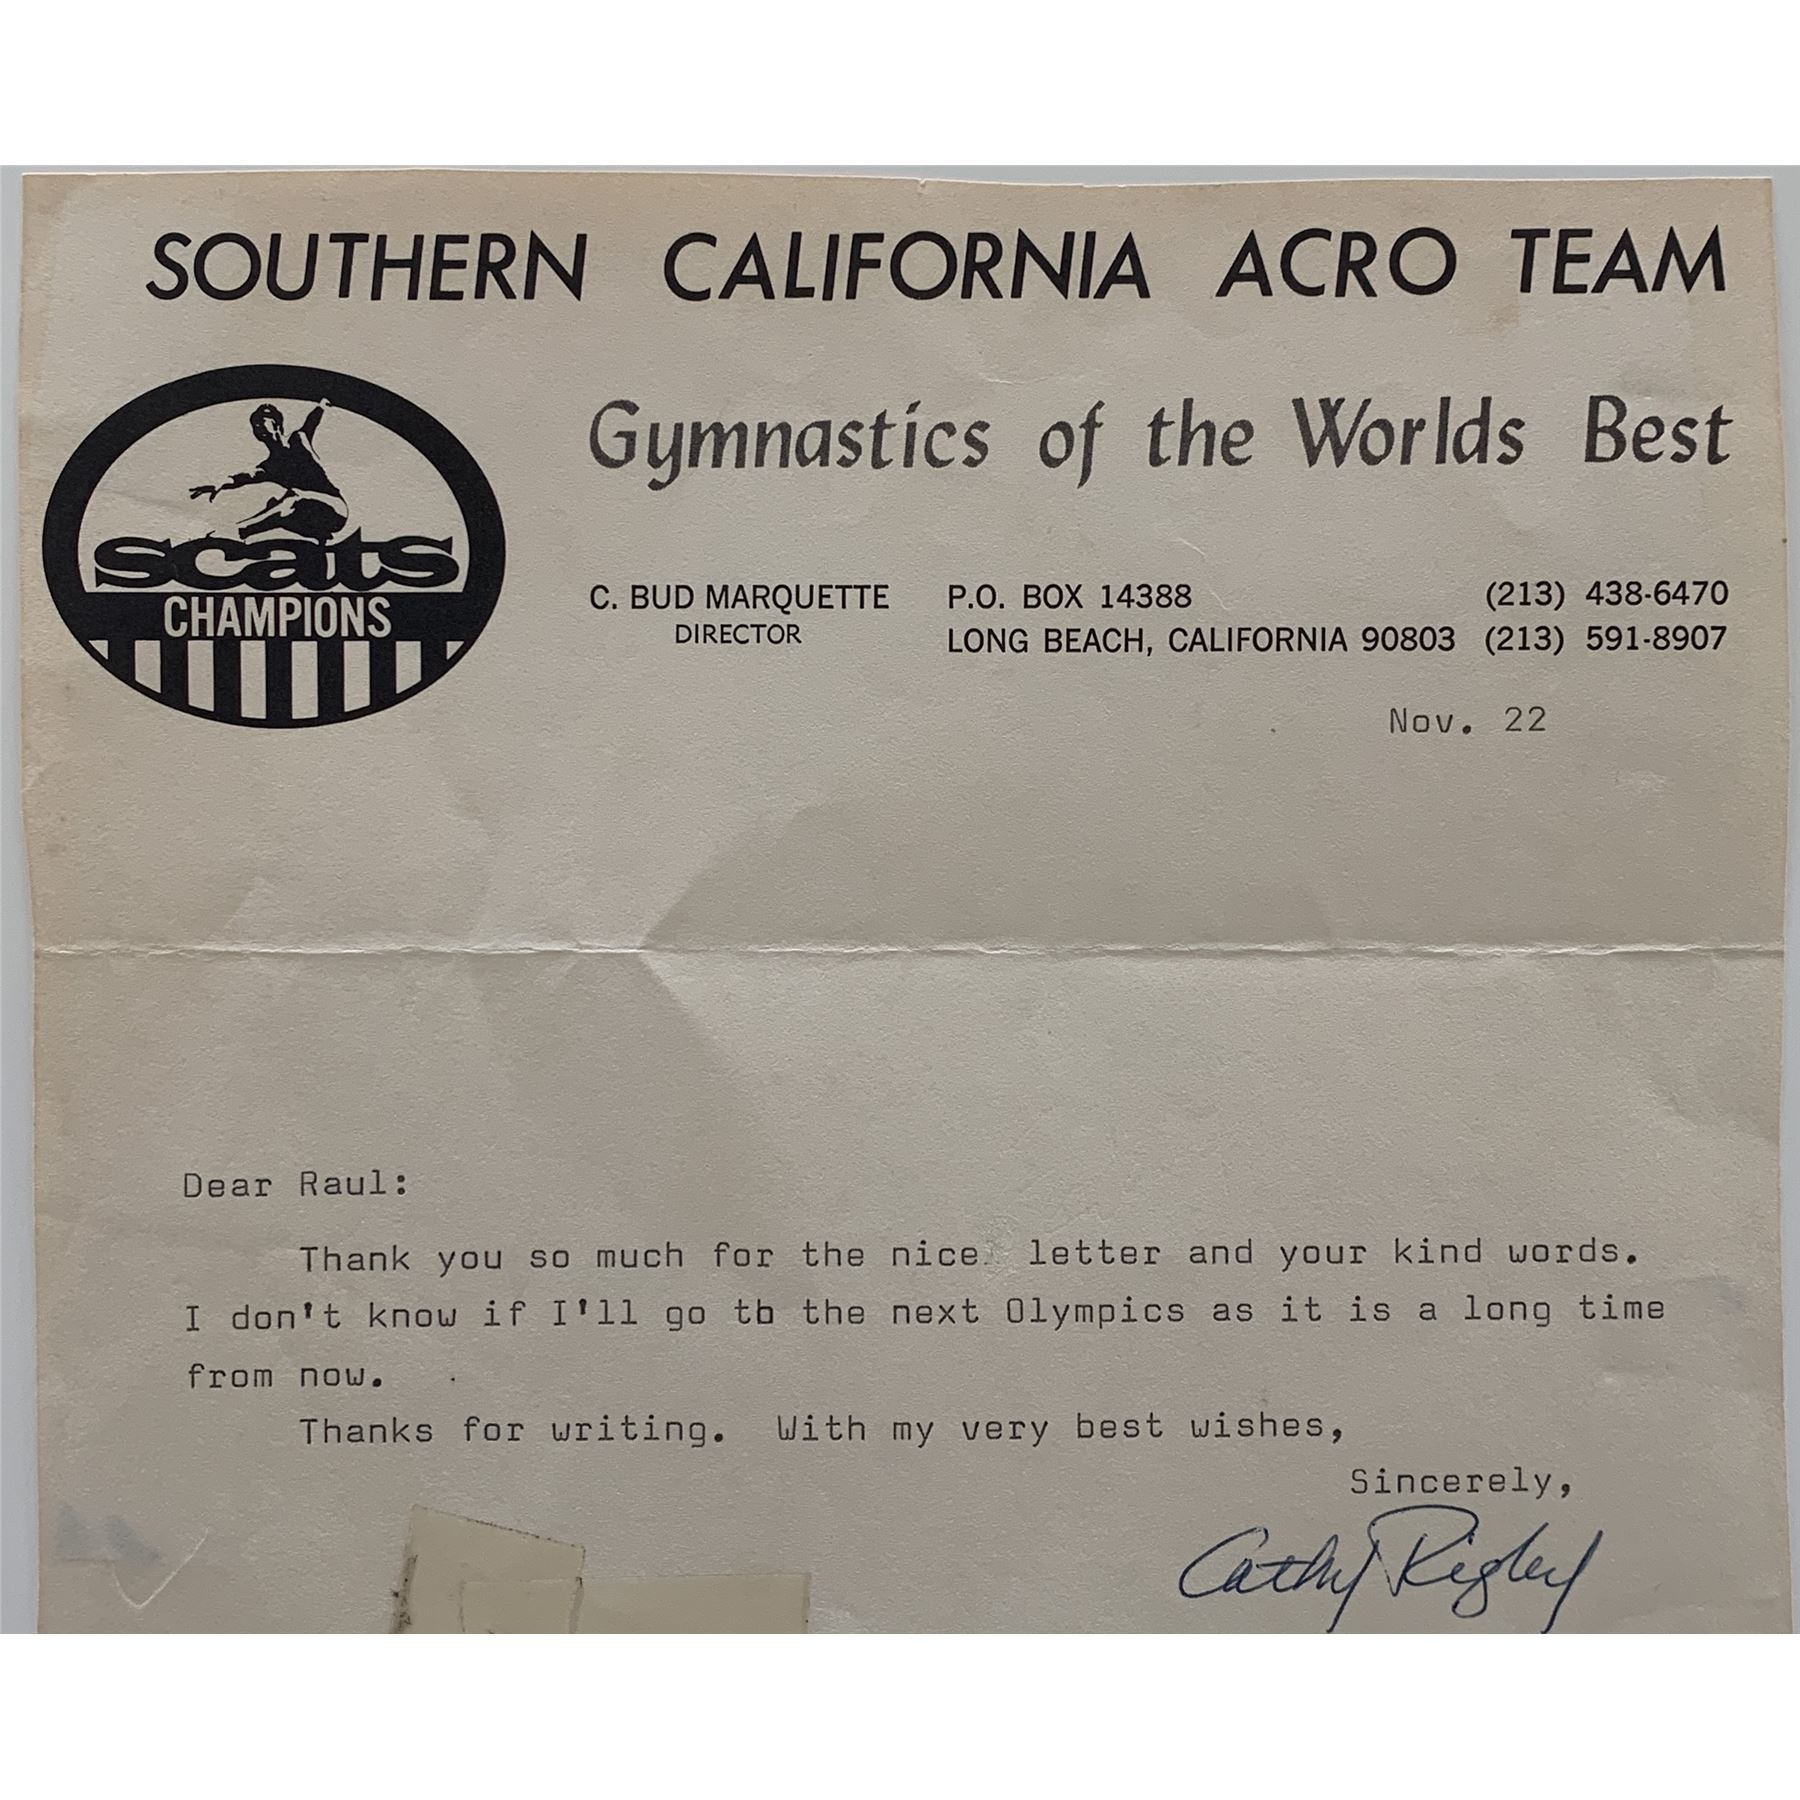 SOUTHERN CALIFORNIA ACRO TEAM
Gymnastics of the Worlds Best
scats
CHAMPIONS
C. BUD MARQUETTE
DIRECTOR
P.O. BOX 14388
LONG BEACH, CALIFORNIA 90803
(213) 438-6470
(213) 591-8907
Nov. 22
Dear Raul:
Thank you so much for the nice letter and your kind words.
I don't know if I'll go to the next Olympics as it is a long time
from now.
Thanks for writing. With my very best wishes,
Sincerely,
Cathy Rigby